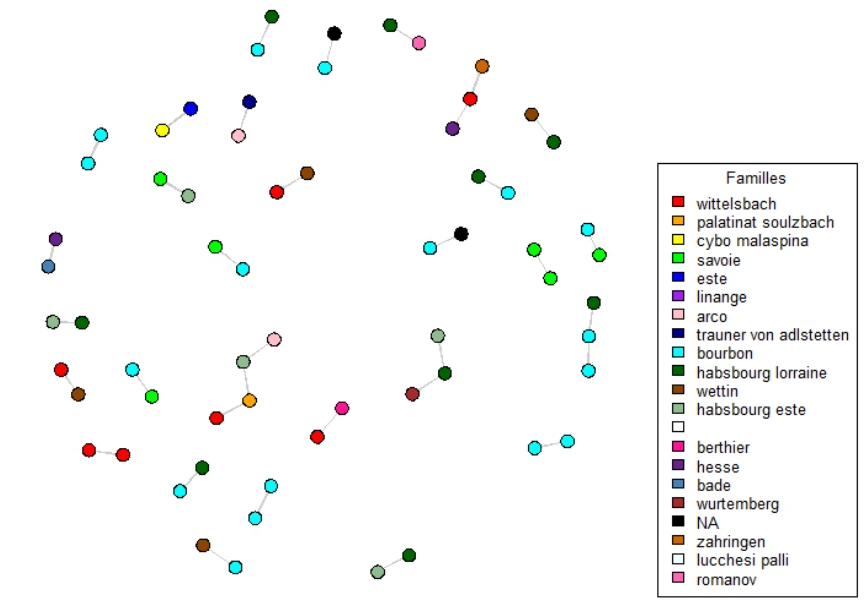 Familles
wittelsbach
palatinat soulzbach
cybo malaspina
savoie
este
linange
arco
trauner von adlstetten
bourbon
habsbourg lorraine
wettin
habsbourg este
berthier
hesse
bade
wurtemberg
NA
zahringen
lucchesi palli
romanov